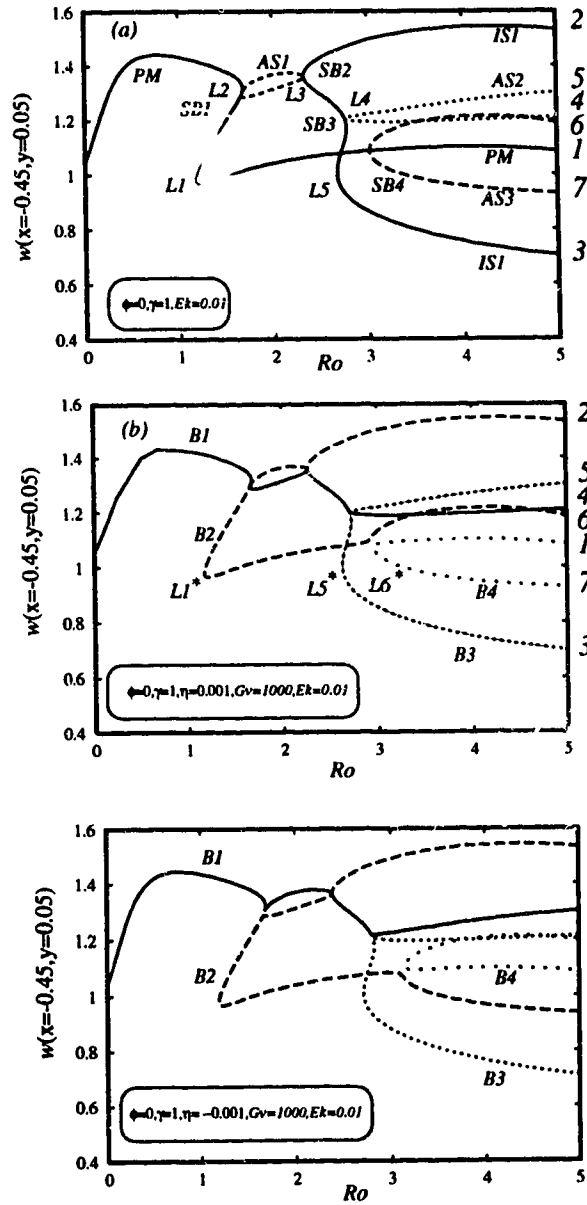 (a)
PM
L2
AS1
SB2
IS1
2
L3
L4
AS2
5
4
SB1
SB3
6
1
L1
L5
SB4
PM
AS3
7
IS1
3
w(x=-0.45,y=0.05)
1.6
1.4
1.2
1
0.8
0.6
0.4
ϕ=0,γ=1,Ek=0.01
0 1 2 3 4 5
Ro
(b)
B1
2
5
4
6
B2
1
L1*
L5*
L6*
B4
7
B3
3
w(x=-0.45,y=0.05)
1.6
1.4
1.2
1
0.8
0.6
0.4
ϕ=0,γ=1,η=0.001,Gv=1000,Ek=0.01
0 1 2 3 4 5
Ro
B1
B2
B4
B3
w(x=-0.45,y=0.05)
1.6
1.4
1.2
1
0.8
0.6
0.4
ϕ=0,γ=1,η=-0.001,Gv=1000,Ek=0.01
0 1 2 3 4 5
Ro